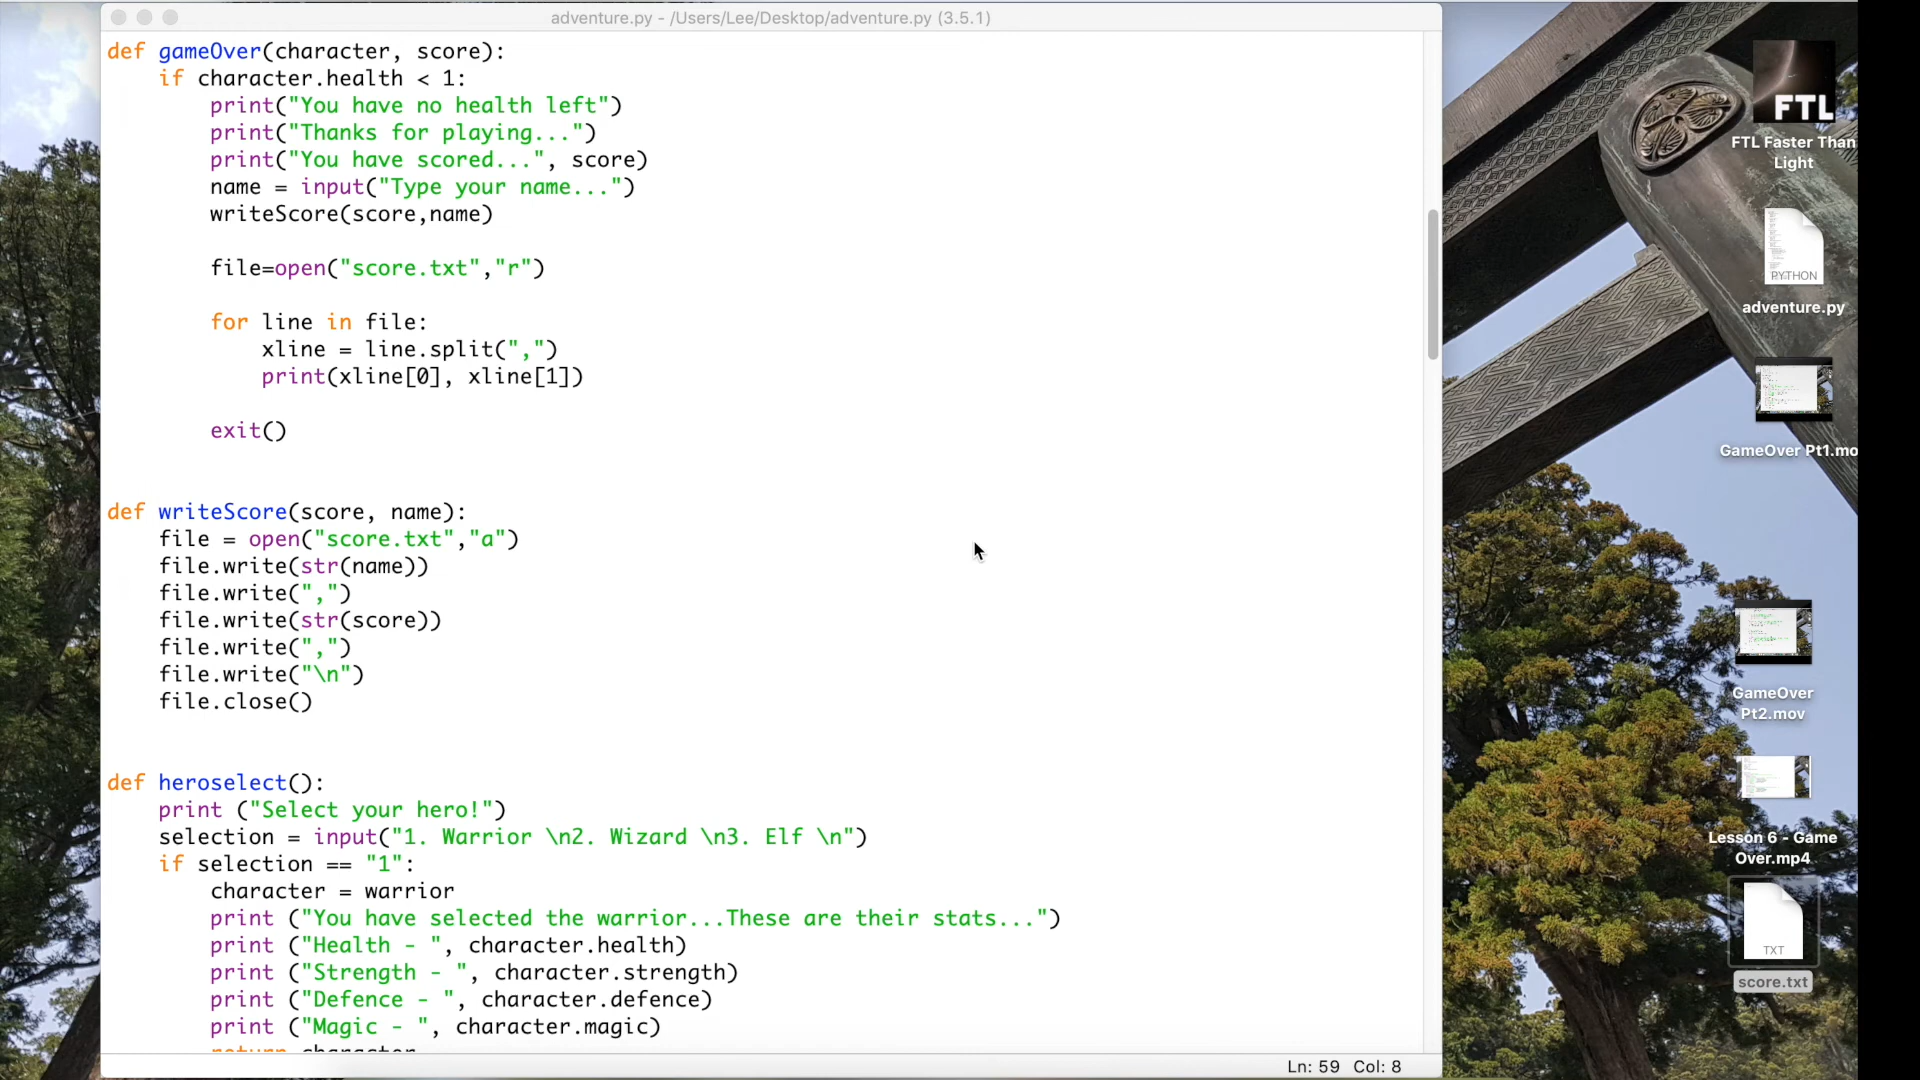 adventure.py - /Users/Lee/Desktop/adventure.py (3.5.1)
def gameOver(character, score):
    if character.health < 1:
        print("You have no health left")
        print("Thanks for playing...")
        print("You have scored...", score)
        name = input("Type your name...")
        writeScore(score,name)
        file=open("score.txt","r")
        for line in file:
            xline = line.split(",")
            print(xline[0], xline[1])
        exit()
def writeScore(score, name):
    file = open("score.txt","a")
    file.write(str(name))
    file.write(",")
    file.write(str(score))
    file.write(",")
    file.write("\n")
    file.close()
def heroselect():
    print ("Select your hero!")
    selection = input("1. Warrior \n2. Wizard \n3. Elf \n")
    if selection == "1":
        character = warrior
        print ("You have selected the warrior...These are their stats...")
        print ("Health - ", character.health)
        print ("Strength - ", character.strength)
        print ("Defence - ", character.defence)
        print ("Magic - ", character.magic)
        return character
Ln: 59 Col: 8
FTL
FTL Faster Than
Light
PYTHON
adventure.py
GameOver Pt1.mo
GameOver
Pt2.mov
Lesson 6 - Game
Over.mp4
TXT
score.txt